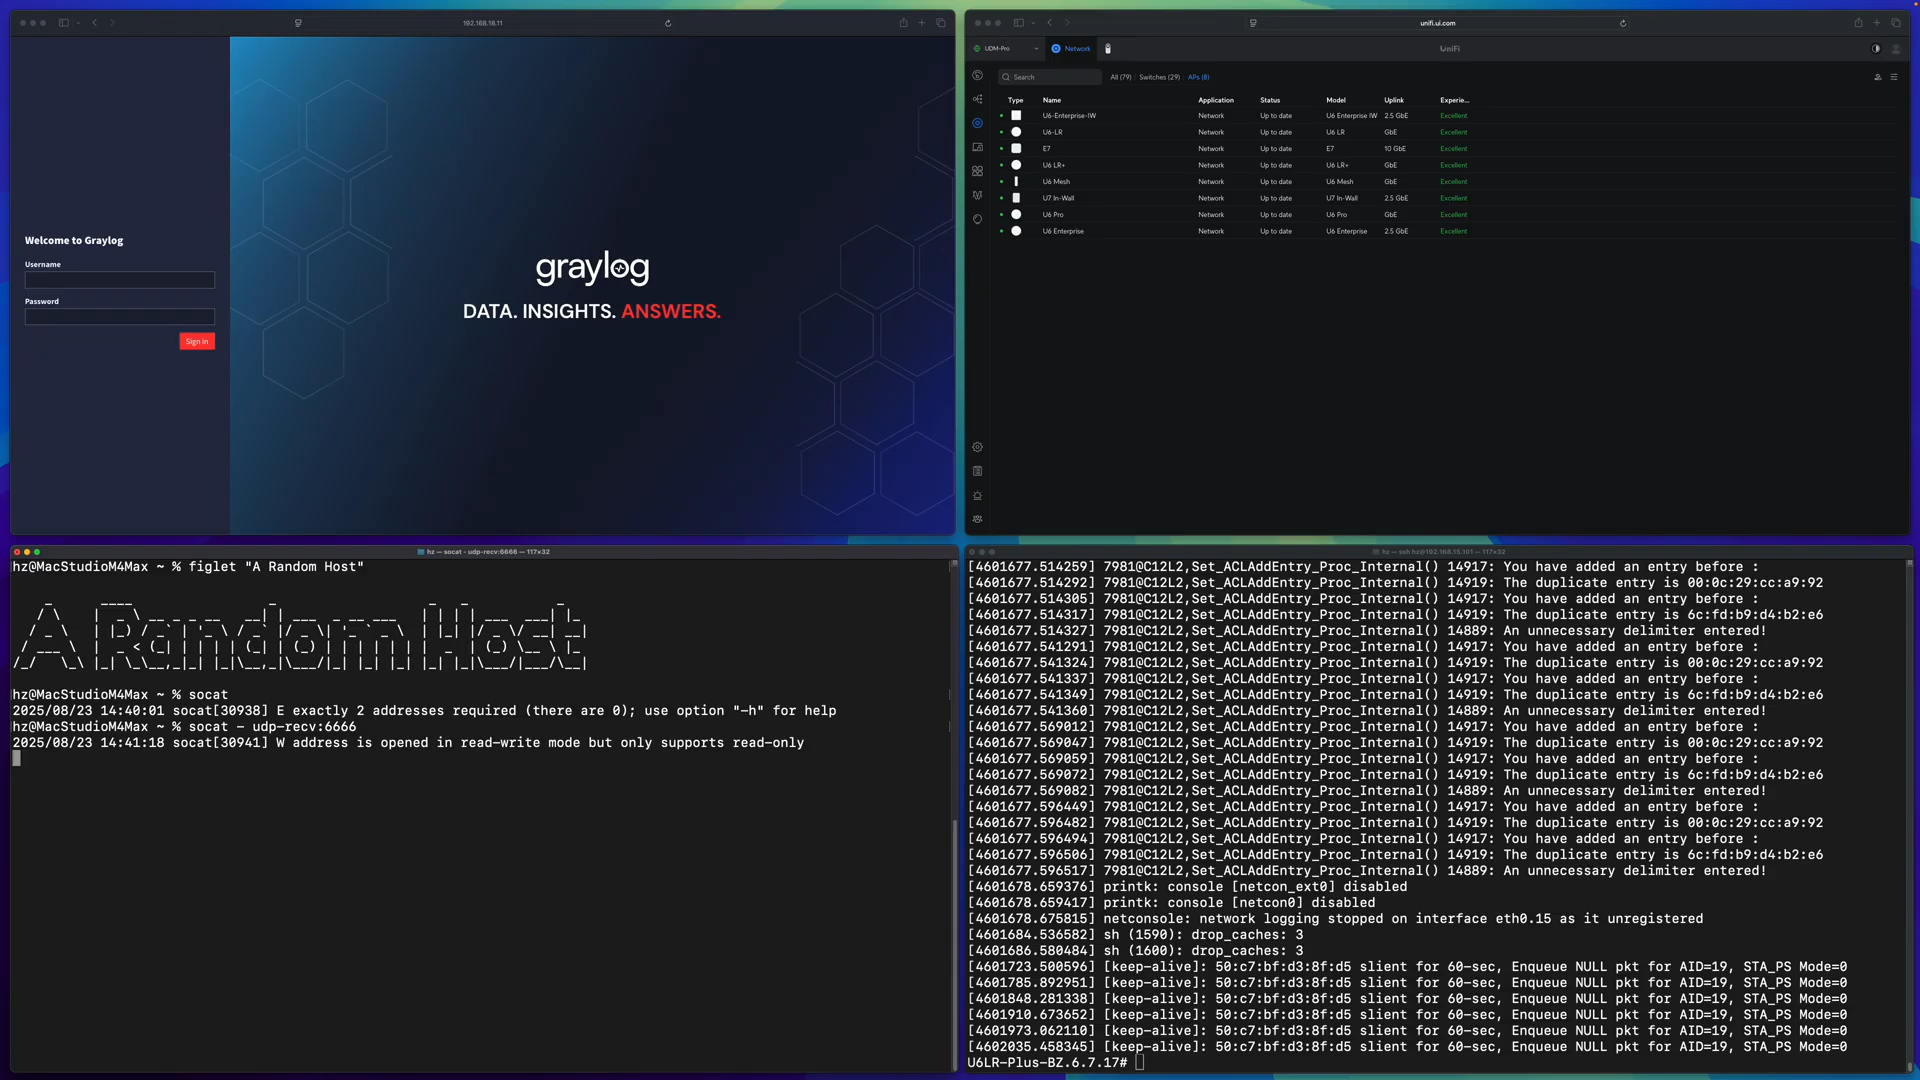 192.168.18.11
Welcome to Graylog
Username
Password
Sign in
graylog
DATA. INSIGHTS. ANSWERS.
unifi.ui.com
UDM-Pro
Network
UniFi
Search
All (79)
Switches (29)
APs (8)
Type Name Application Status Model Uplink Experie...
U6-Enterprise-IW Network Up to date U6 Enterprise IW 2.5 GbE Excellent
U6-LR Network Up to date U6 LR GbE Excellent
E7 Network Up to date E7 10 GbE Excellent
U6 LR+ Network Up to date U6 LR+ GbE Excellent
U6 Mesh Network Up to date U6 Mesh GbE Excellent
U7 In-Wall Network Up to date U7 In-Wall 2.5 GbE Excellent
U6 Pro Network Up to date U6 Pro GbE Excellent
U6 Enterprise Network Up to date U6 Enterprise 2.5 GbE Excellent
hz — socat - udp-recv:6666 — 117×32
hz@MacStudioM4Max ~ % figlet "A Random Host"
A Random Host
hz@MacStudioM4Max ~ % socat
2025/08/23 14:40:01 socat[30938] E exactly 2 addresses required (there are 0); use option "-h" for help
hz@MacStudioM4Max ~ % socat - udp-recv:6666
2025/08/23 14:41:18 socat[30941] W address is opened in read-write mode but only supports read-only
hz — ssh hz@192.168.15.101 — 117×32
[4601677.514259] 7981@C12L2,Set_ACLAddEntry_Proc_Internal() 14917: You have added an entry before :
[4601677.514292] 7981@C12L2,Set_ACLAddEntry_Proc_Internal() 14919: The duplicate entry is 00:0c:29:cc:a9:92
[4601677.514305] 7981@C12L2,Set_ACLAddEntry_Proc_Internal() 14917: You have added an entry before :
[4601677.514317] 7981@C12L2,Set_ACLAddEntry_Proc_Internal() 14919: The duplicate entry is 6c:fd:b9:d4:b2:e6
[4601677.514327] 7981@C12L2,Set_ACLAddEntry_Proc_Internal() 14889: An unnecessary delimiter entered!
[4601677.541291] 7981@C12L2,Set_ACLAddEntry_Proc_Internal() 14917: You have added an entry before :
[4601677.541324] 7981@C12L2,Set_ACLAddEntry_Proc_Internal() 14919: The duplicate entry is 00:0c:29:cc:a9:92
[4601677.541337] 7981@C12L2,Set_ACLAddEntry_Proc_Internal() 14917: You have added an entry before :
[4601677.541349] 7981@C12L2,Set_ACLAddEntry_Proc_Internal() 14919: The duplicate entry is 6c:fd:b9:d4:b2:e6
[4601677.541360] 7981@C12L2,Set_ACLAddEntry_Proc_Internal() 14889: An unnecessary delimiter entered!
[4601677.569012] 7981@C12L2,Set_ACLAddEntry_Proc_Internal() 14917: You have added an entry before :
[4601677.569047] 7981@C12L2,Set_ACLAddEntry_Proc_Internal() 14919: The duplicate entry is 00:0c:29:cc:a9:92
[4601677.569059] 7981@C12L2,Set_ACLAddEntry_Proc_Internal() 14917: You have added an entry before :
[4601677.569072] 7981@C12L2,Set_ACLAddEntry_Proc_Internal() 14919: The duplicate entry is 6c:fd:b9:d4:b2:e6
[4601677.569082] 7981@C12L2,Set_ACLAddEntry_Proc_Internal() 14889: An unnecessary delimiter entered!
[4601677.596449] 7981@C12L2,Set_ACLAddEntry_Proc_Internal() 14917: You have added an entry before :
[4601677.596482] 7981@C12L2,Set_ACLAddEntry_Proc_Internal() 14919: The duplicate entry is 00:0c:29:cc:a9:92
[4601677.596494] 7981@C12L2,Set_ACLAddEntry_Proc_Internal() 14917: You have added an entry before :
[4601677.596506] 7981@C12L2,Set_ACLAddEntry_Proc_Internal() 14919: The duplicate entry is 6c:fd:b9:d4:b2:e6
[4601677.596517] 7981@C12L2,Set_ACLAddEntry_Proc_Internal() 14889: An unnecessary delimiter entered!
[4601678.659376] printk: console [netcon_ext0] disabled
[4601678.659417] printk: console [netcon0] disabled
[4601678.675815] netconsole: network logging stopped on interface eth0.15 as it unregistered
[4601684.536582] sh (1590): drop_caches: 3
[4601686.580484] sh (1600): drop_caches: 3
[4601723.500596] [keep-alive]: 50:c7:bf:d3:8f:d5 slient for 60-sec, Enqueue NULL pkt for AID=19, STA_PS Mode=0
[4601785.892951] [keep-alive]: 50:c7:bf:d3:8f:d5 slient for 60-sec, Enqueue NULL pkt for AID=19, STA_PS Mode=0
[4601848.281338] [keep-alive]: 50:c7:bf:d3:8f:d5 slient for 60-sec, Enqueue NULL pkt for AID=19, STA_PS Mode=0
[4601910.673652] [keep-alive]: 50:c7:bf:d3:8f:d5 slient for 60-sec, Enqueue NULL pkt for AID=19, STA_PS Mode=0
[4601973.062110] [keep-alive]: 50:c7:bf:d3:8f:d5 slient for 60-sec, Enqueue NULL pkt for AID=19, STA_PS Mode=0
[4602035.458345] [keep-alive]: 50:c7:bf:d3:8f:d5 slient for 60-sec, Enqueue NULL pkt for AID=19, STA_PS Mode=0
U6LR-Plus-BZ.6.7.17#